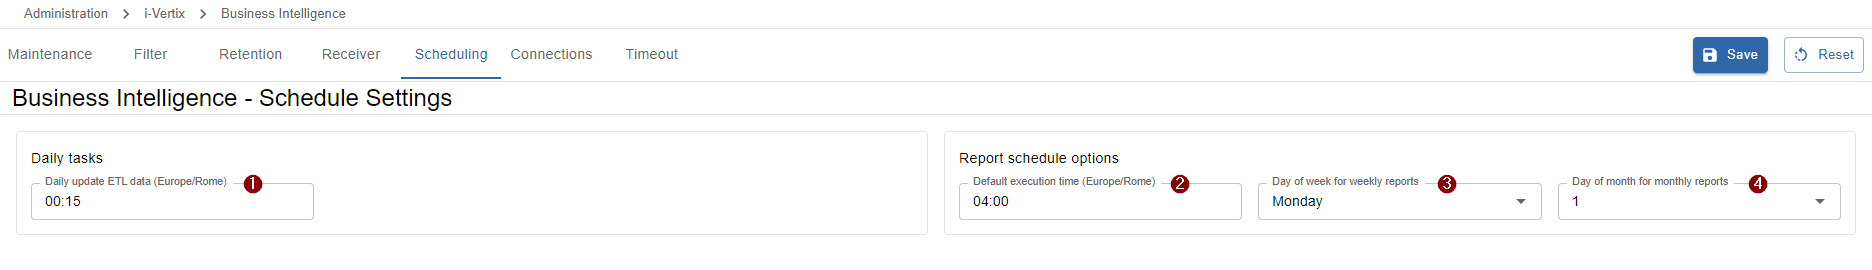 Administration > i-Vertix > Business Intelligence
Maintenance Filter Retention Receiver Scheduling Connections Timeout Save Reset
Business Intelligence - Schedule Settings
Daily tasks
Daily update ETL data (Europe/Rome) 1
00:15
Report schedule options
Default execution time (Europe/Rome) 2
04:00
Day of week for weekly reports 3
Monday
Day of month for monthly reports 4
1